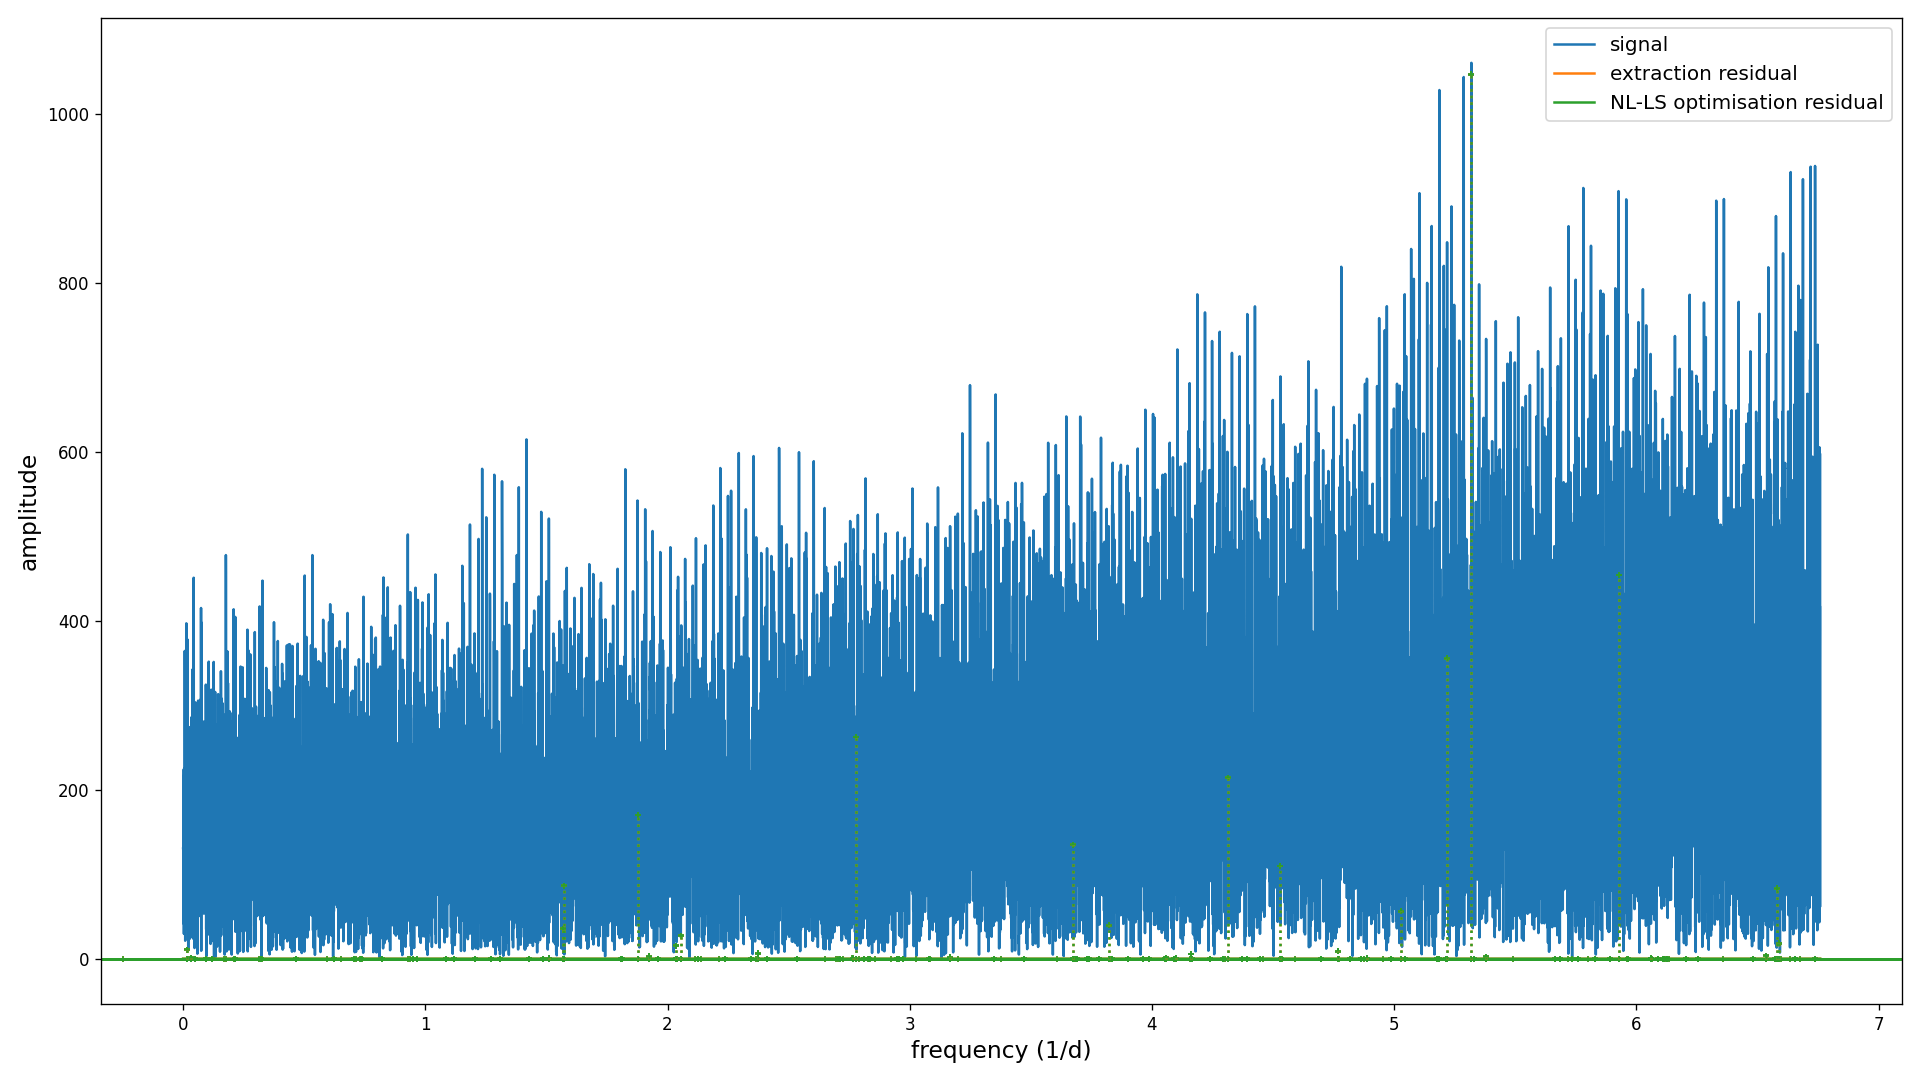 signal
extraction residual
NL-LS optimisation residual
1000
800
600
400
200
0
amplitude
0 1 2 3 4 5 6 7
frequency (1/d)